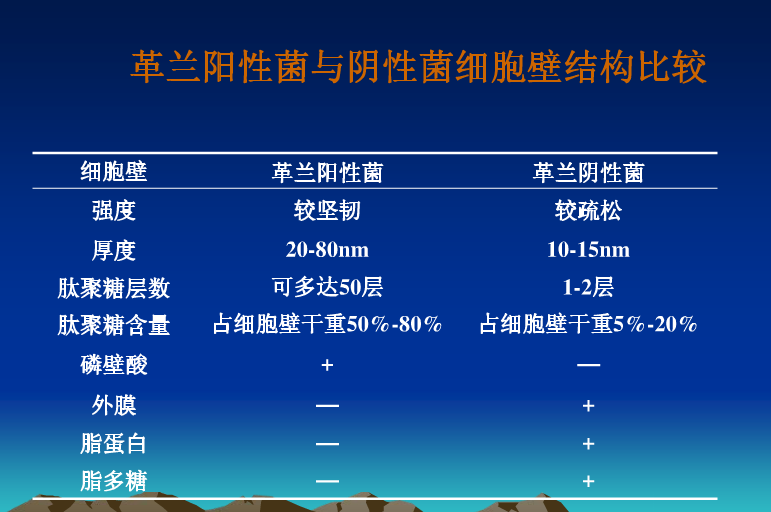 革兰阳性菌与阴性菌细胞壁结构比较
细胞壁 革兰阳性菌 革兰阴性菌
强度 较坚韧 较疏松
厚度 20-80nm 10-15nm
肽聚糖层数 可多达50层 1-2层
肽聚糖含量 占细胞壁干重50%-80% 占细胞壁干重5%-20%
磷壁酸 + —
外膜 — +
脂蛋白 — +
脂多糖 — +